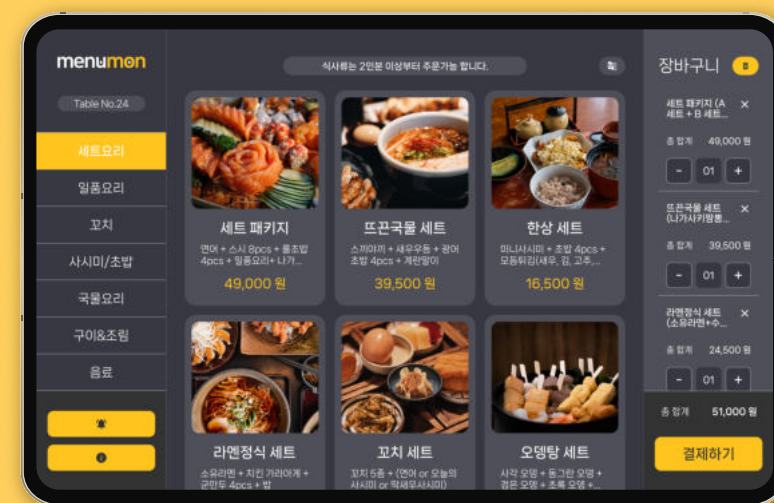 menumon
Table No.24
세트요리
일품요리
꼬치
사시미/초밥
국물요리
구이&조림
음료
식사류는 2인분 이상부터 주문가능 합니다.
세트 패키지
연어 + 스시 8pcs + 롤초밥
4pcs + 일품요리+ 나가...
49,000 원
뜨끈국물 세트
스끼야끼 + 새우우동 + 광어
초밥 4pcs + 계란말이
39,500 원
한상 세트
미니사시미 + 초밥 4pcs +
모듬튀김(새우, 김, 고추,...
16,500 원
라멘정식 세트
소유라멘 + 치킨 가라아게 +
군만두 4pcs + 밥
꼬치 세트
꼬치 5종 + (연어 or 오늘의
사시미 or 딱새우사시미)
오뎅탕 세트
사각 오뎅 + 동그란 오뎅 +
검은 오뎅 + 초록 오뎅 +...
장바구니
세트 패키지 (A
세트 + B 세트...
×
총 합계 49,000 원
- 01 +
뜨끈국물 세트
(나가사키짬뽕...
×
총 합계 39,500 원
- 01 +
라멘정식 세트
(소유라멘+수...
×
총 합계 24,500 원
- 01 +
총 합계 51,000 원
결제하기